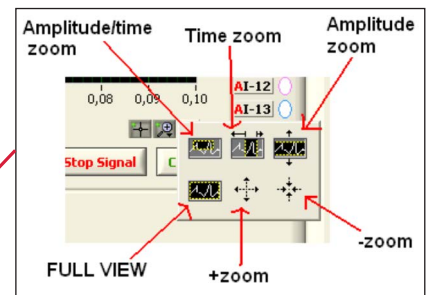 Amplitude/time
zoom
Time zoom
Amplitude
zoom
AI-12
0,08 0,09 0,10
AI-13
Stop Signal
C
-zoom
FULL VIEW
+zoom